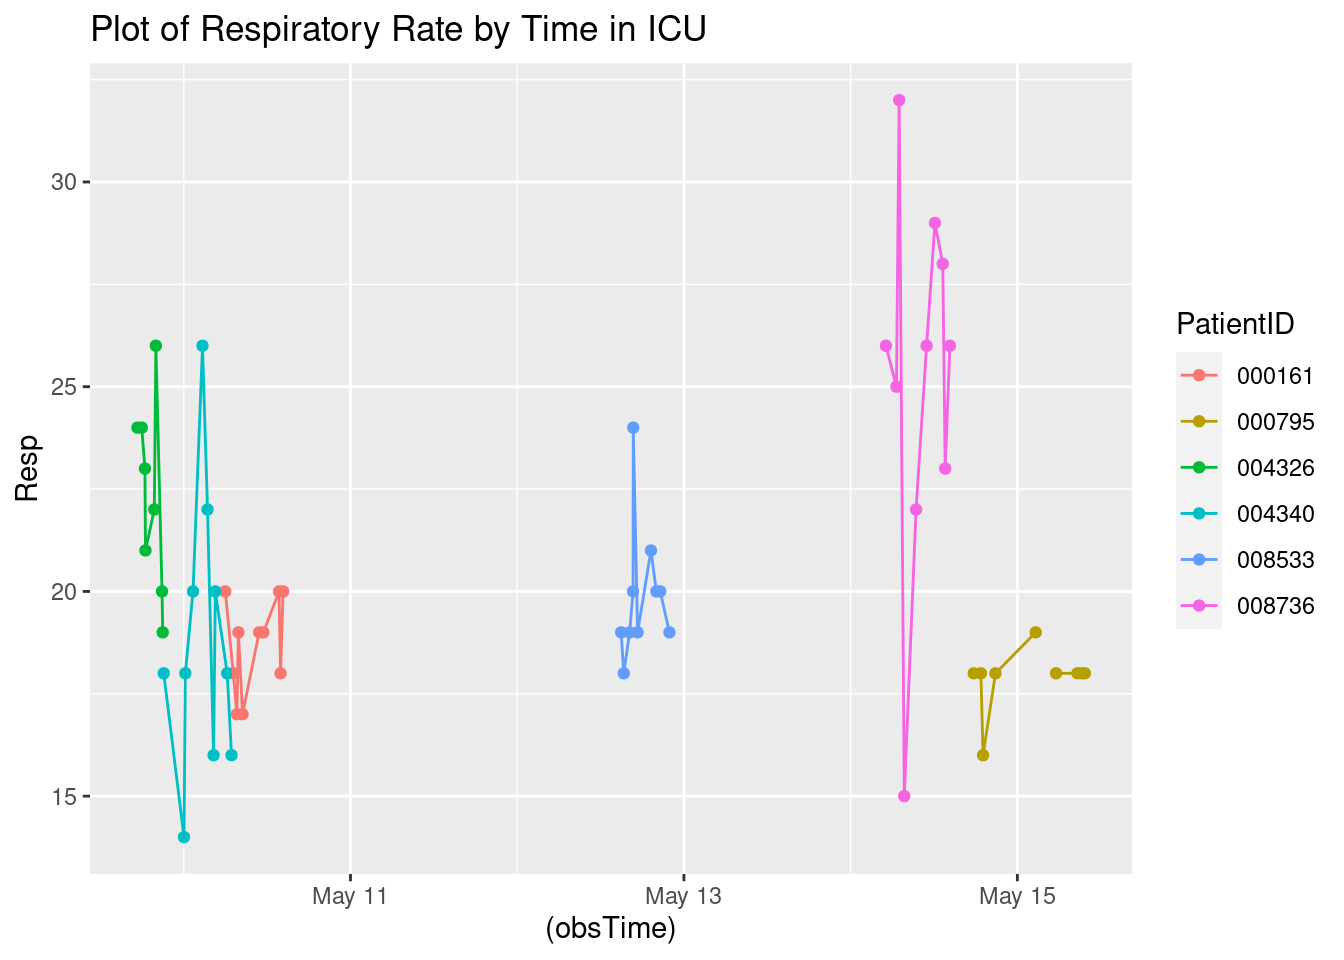 Plot of Respiratory Rate by Time in ICU
Resp
30
25
20
15
May 11
May 13
May 15
(obsTime)
PatientID
000161
000795
004326
004340
008533
008736